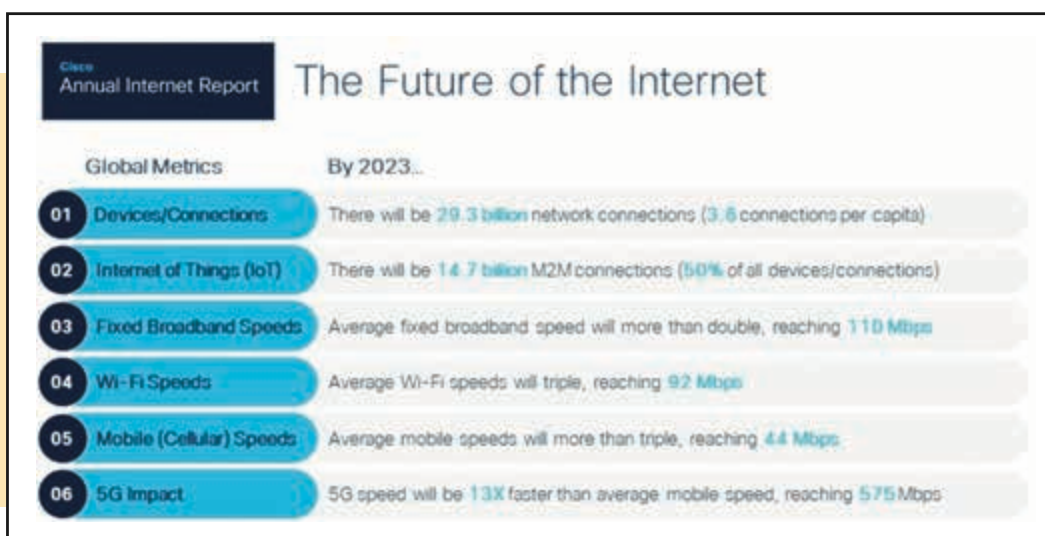 Cisco
Annual Internet Report
The Future of the Internet
Global Metrics
By 2023...
01 Devices/Connections There will be 29.3 billion network connections (3.6 connections per capita)
02 Internet of Things (IoT) There will be 14.7 billion M2M connections (50% of all devices/connections)
03 Fixed Broadband Speeds Average fixed broadband speed will more than double, reaching 110 Mbps
04 Wi-Fi Speeds Average Wi-Fi speeds will triple, reaching 92 Mbps
05 Mobile (Cellular) Speeds Average mobile speeds will more than triple, reaching 44 Mbps
06 5G Impact 5G speed will be 13X faster than average mobile speed, reaching 575 Mbps